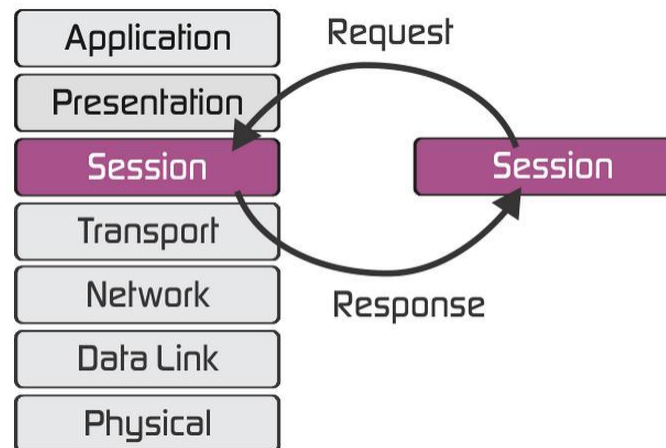 Application
Request
Presentation
Session
Session
Transport
Network
Response
Data Link
Physical